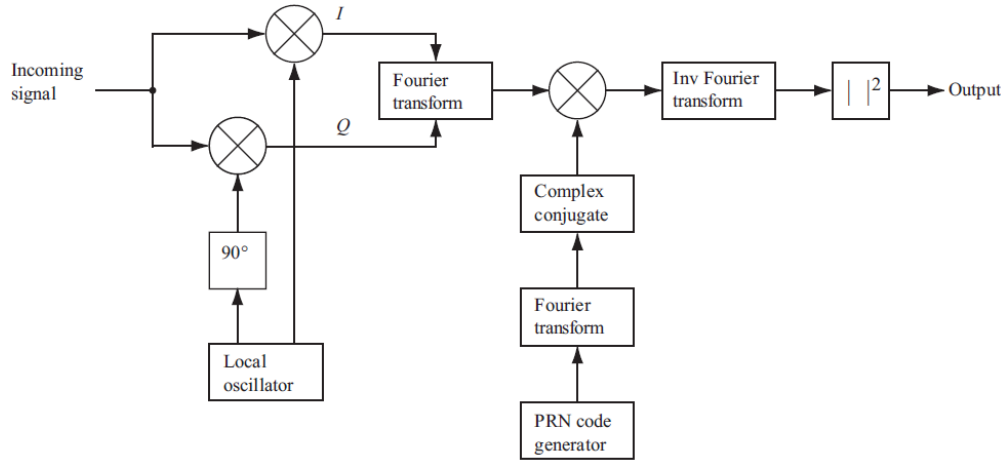 Incoming
signal
I
Q
90°
Local
oscillator
Fourier
transform
Complex
conjugate
Fourier
transform
PRN code
generator
Inv Fourier
transform
| |²
Output